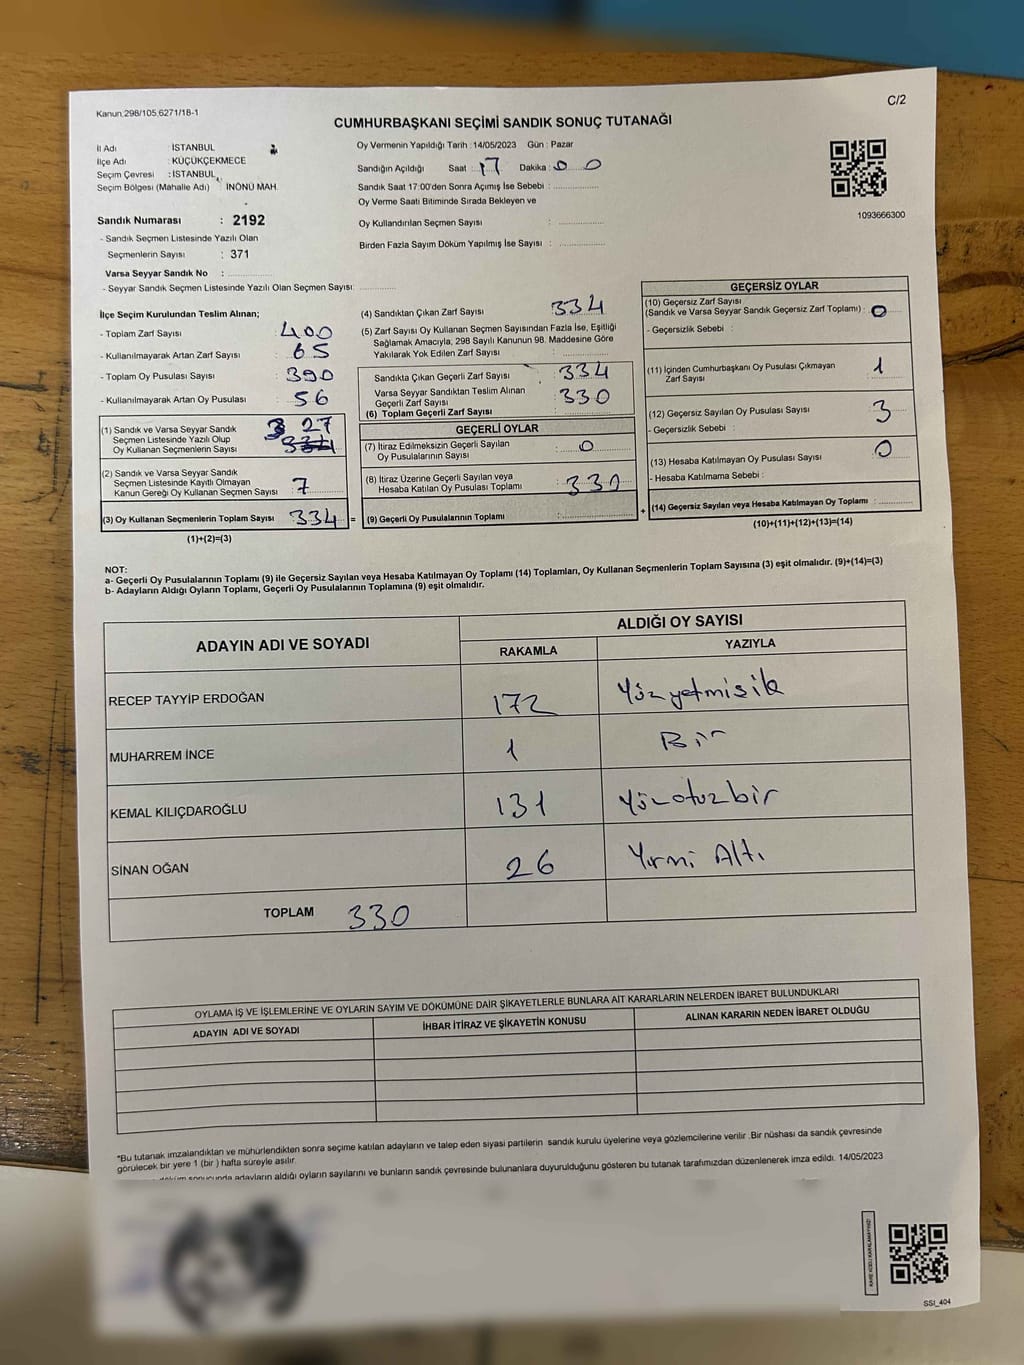 Kanun:298/105,6271/18-1
C/2
CUMHURBAŞKANI SEÇİMİ SANDIK SONUÇ TUTANAĞI
İl Adı : İSTANBUL
İlçe Adı : KÜÇÜKÇEKMECE
Seçim Çevresi : İSTANBUL
Seçim Bölgesi (Mahalle Adı) İNÖNÜ MAH.
Sandık Numarası : 2192
- Sandık Seçmen Listesinde Yazılı Olan
Seçmenlerin Sayısı : 371
Varsa Seyyar Sandık No :
- Seyyar Sandık Seçmen Listesinde Yazılı Olan Seçmen Sayısı:
Oy Vermenin Yapıldığı Tarih :14/05/2023 Gün : Pazar
Sandığın Açıldığı Saat : 17 Dakika : 00
Sandık Saat 17:00'den Sonra Açımış İse Sebebi :
Oy Verme Saati Bitiminde Sırada Bekleyen ve
Oy Kullandırılan Seçmen Sayısı :
Birden Fazla Sayım Döküm Yapılmış İse Sayısı :
1093666300
İlçe Seçim Kurulundan Teslim Alınan;
- Toplam Zarf Sayısı : 400
- Kullanılmayarak Artan Zarf Sayısı : 65
- Toplam Oy Pusulası Sayısı : 390
- Kullanılmayarak Artan Oy Pusulası : 56
(1) Sandık ve Varsa Seyyar Sandık
Seçmen Listesinde Yazılı Olup
Oy Kullanan Seçmenlerin Sayısı 327
334
(2) Sandık ve Varsa Seyyar Sandık
Seçmen Listesinde Kayıtlı Olmayan
Kanun Gereği Oy Kullanan Seçmen Sayısı : 7
(3) Oy Kullanan Seçmenlerin Toplam Sayısı 334 =
(1)+(2)=(3)
(4) Sandıktan Çıkan Zarf Sayısı : 334
(5) Zarf Sayısı Oy Kullanan Seçmen Sayısından Fazla İse, Eşitliği
Sağlamak Amacıyla, 298 Sayılı Kanunun 98. Maddesine Göre
Yakılarak Yok Edilen Zarf Sayısı :
Sandıkta Çıkan Geçerli Zarf Sayısı : 334
Varsa Seyyar Sandıktan Teslim Alınan
Geçerli Zarf Sayısı : 330
(6) Toplam Geçerli Zarf Sayısı
GEÇERLİ OYLAR
(7) İtiraz Edilmeksizin Geçerli Sayılan
Oy Pusulalarının Sayısı : 0
(8) İtiraz Üzerine Geçerli Sayılan veya
Hesaba Katılan Oy Pusulası Toplamı : 330
(9) Geçerli Oy Pusulalarının Toplamı : +
GEÇERSİZ OYLAR
(10) Geçersiz Zarf Sayısı
(Sandık ve Varsa Seyyar Sandık Geçersiz Zarf Toplamı) : 0
- Geçersizlik Sebebi :
(11) İçinden Cumhurbaşkanı Oy Pusulası Çıkmayan
Zarf Sayısı 1
(12) Geçersiz Sayılan Oy Pusulası Sayısı : 3
- Geçersizlik Sebebi :
(13) Hesaba Katılmayan Oy Pusulası Sayısı : 0
- Hesaba Katılmama Sebebi :
(14) Geçersiz Sayılan veya Hesaba Katılmayan Oy Toplamı :
(10)+(11)+(12)+(13)=(14)
NOT:
a- Geçerli Oy Pusulalarının Toplamı (9) ile Geçersiz Sayılan veya Hesaba Katılmayan Oy Toplamı (14) Toplamları, Oy Kullanan Seçmenlerin Toplam Sayısına (3) eşit olmalıdır. (9)+(14)=(3)
b- Adayların Aldığı Oyların Toplamı, Geçerli Oy Pusulalarının Toplamına (9) eşit olmalıdır.
ADAYIN ADI VE SOYADI
ALDIĞI OY SAYISI
RAKAMLA YAZIYLA
RECEP TAYYİP ERDOĞAN 172 Yüz yetmişiki
MUHARREM İNCE 1 Bir
KEMAL KILIÇDAROĞLU 131 Yüzotuzbir
SİNAN OĞAN 26 Yirmi Altı
TOPLAM 330
OYLAMA İŞ VE İŞLEMLERİNE VE OYLARIN SAYIM VE DÖKÜMÜNE DAİR ŞİKAYETLERLE BUNLARA AİT KARARLARIN NELERDEN İBARET BULUNDUKLARI
ADAYIN ADI VE SOYADI İHBAR İTİRAZ VE ŞİKAYETİN KONUSU ALINAN KARARIN NEDEN İBARET OLDUĞU
*Bu tutanak imzalandıktan ve mühürlendikten sonra seçime katılan adayların ve talep eden siyasi partilerin sandık kurulu üyelerine veya gözlemcilerine verilir .Bir nüshası da sandık çevresinde
görülecek bir yere 1 (bir ) hafta süreyle asılır.
sonucunda adayların aldığı oyların sayılarını ve bunların sandık çevresinde bulunanlara duyurulduğunu gösteren bu tutanak tarafımızdan düzenlenerek imza edildi. 14/05/2023
KARE KODU KARALAMAYINIZ!
SSI_404